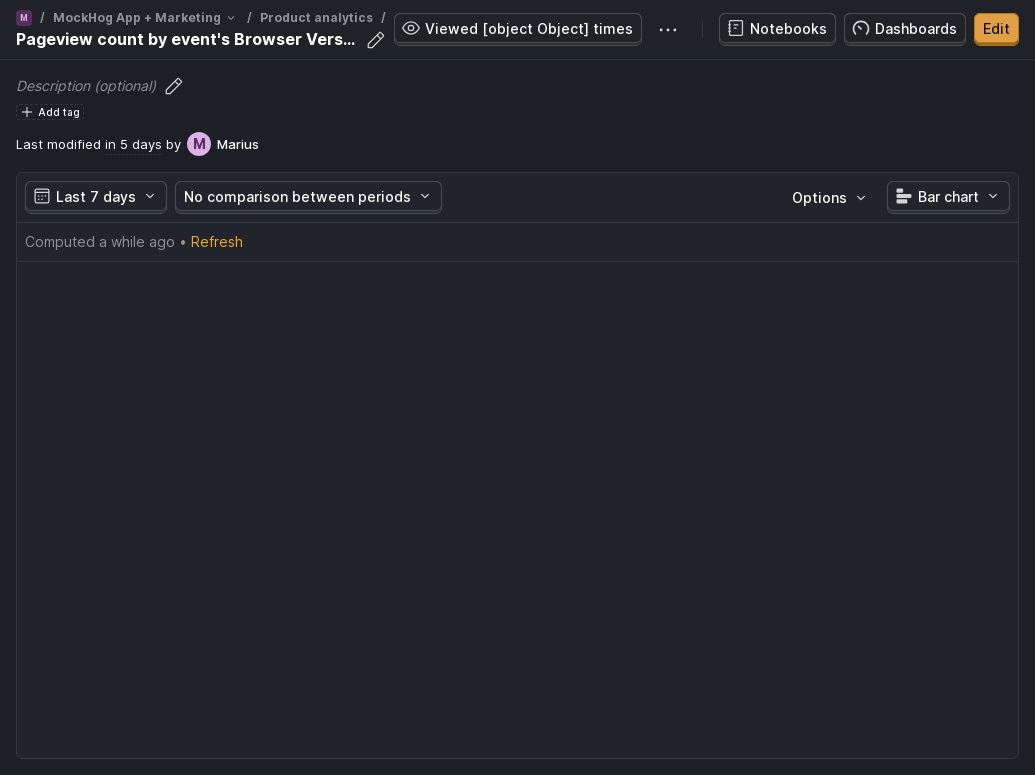 M / MockHog App + Marketing / Product analytics /
Pageview count by event's Browser Vers...
Viewed [object Object] times
Notebooks
Dashboards
Edit
Description (optional)
Add tag
Last modified in 5 days by M Marius
Last 7 days
No comparison between periods
Options
Bar chart
Computed a while ago • Refresh